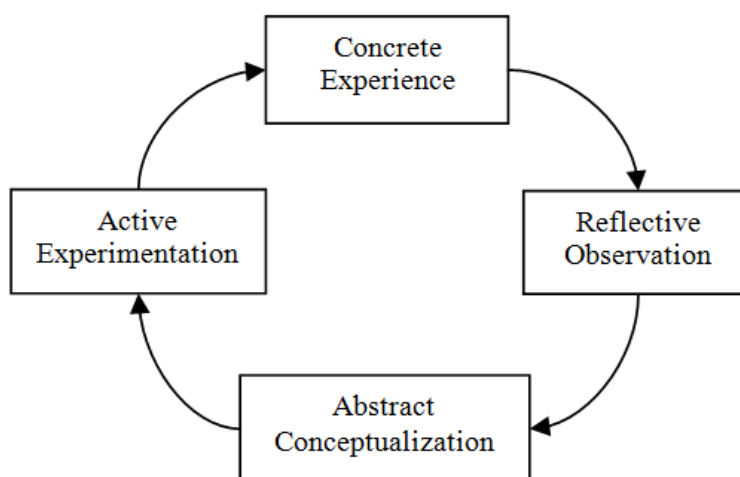 Concrete
Experience
Reflective
Observation
Abstract
Conceptualization
Active
Experimentation